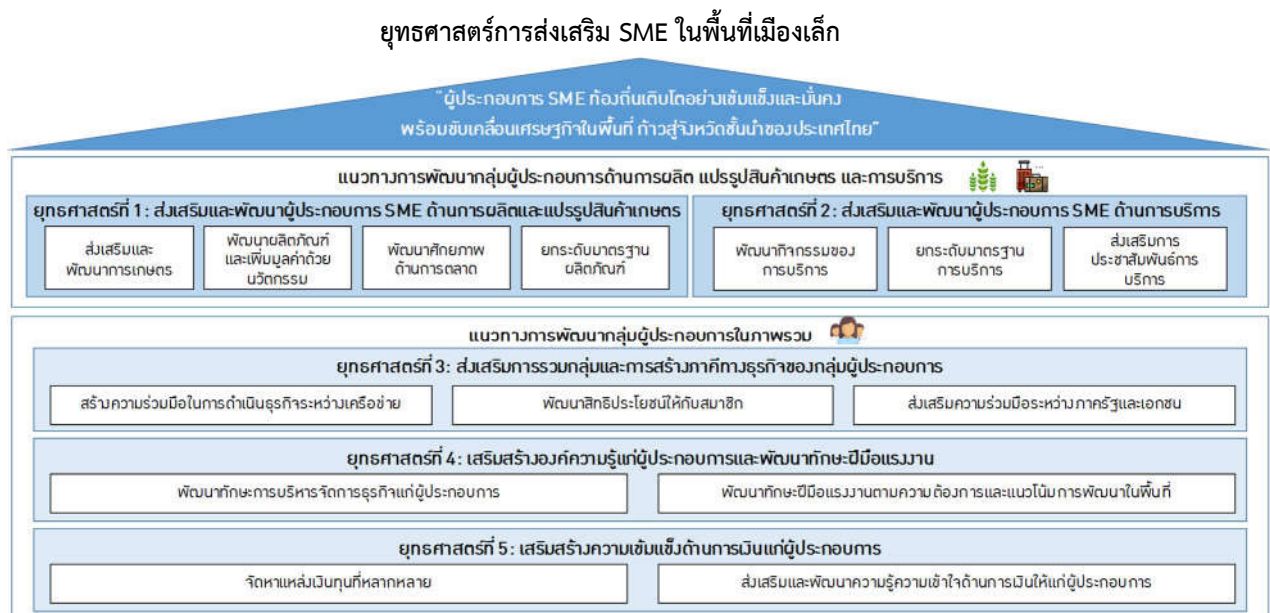 ยุทธศาสตร์การส่งเสริม SME ในพื้นที่เมืองเล็ก
“ผู้ประกอบการ SME ท้องถิ่นเติบโตอย่างเข้มแข็งและมั่นคง
พร้อมขับเคลื่อนเศรษฐกิจในพื้นที่ ก้าวสู่จังหวัดชั้นนำของประเทศไทย”
แนวทางการพัฒนากลุ่มผู้ประกอบการด้านการผลิต แปรรูปสินค้าเกษตร และการบริการ
ยุทธศาสตร์ที่ 1: ส่งเสริมและพัฒนาผู้ประกอบการ SME ด้านการผลิตและแปรรูปสินค้าเกษตร
ส่งเสริมและ
พัฒนาการเกษตร
พัฒนาผลิตภัณฑ์
และเพิ่มมูลค่าด้วย
นวัตกรรม
พัฒนาศักยภาพ
ด้านการตลาด
ยกระดับมาตรฐาน
ผลิตภัณฑ์
ยุทธศาสตร์ที่ 2: ส่งเสริมและพัฒนาผู้ประกอบการ SME ด้านการบริการ
พัฒนากิจกรรมของ
การบริการ
ยกระดับมาตรฐาน
การบริการ
ส่งเสริมการ
ประชาสัมพันธ์การ
บริการ
แนวทางการพัฒนากลุ่มผู้ประกอบการในภาพรวม
ยุทธศาสตร์ที่ 3: ส่งเสริมการรวมกลุ่มและการสร้างภาคีทางธุรกิจของกลุ่มผู้ประกอบการ
สร้างความร่วมมือในการดำเนินธุรกิจระหว่างเครือข่าย
พัฒนาสิทธิประโยชน์ให้กับสมาชิก
ส่งเสริมความร่วมมือระหว่างภาครัฐและเอกชน
ยุทธศาสตร์ที่ 4: เสริมสร้างองค์ความรู้แก่ผู้ประกอบการและพัฒนาทักษะฝีมือแรงงาน
พัฒนาทักษะการบริหารจัดการธุรกิจแก่ผู้ประกอบการ
พัฒนาทักษะฝีมือแรงงานตามความต้องการและแนวโน้มการพัฒนาในพื้นที่
ยุทธศาสตร์ที่ 5: เสริมสร้างความเข้มแข็งด้านการเงินแก่ผู้ประกอบการ
จัดหาแหล่งเงินทุนที่หลากหลาย
ส่งเสริมและพัฒนาความรู้ความเข้าใจด้านการเงินให้แก่ผู้ประกอบการ